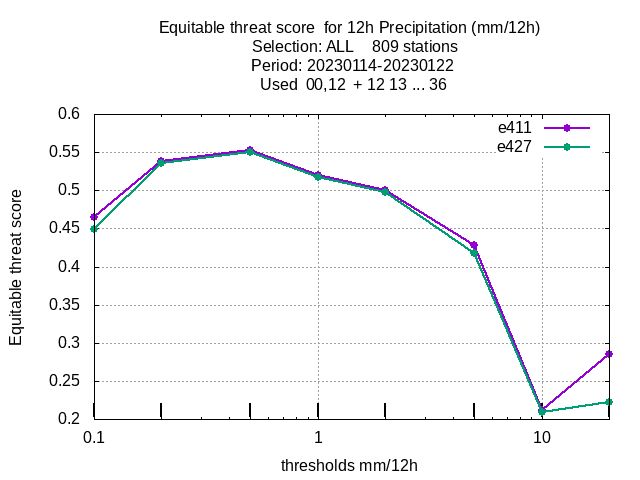 Equitable threat score  for 12h Precipitation (mm/12h)
Selection: ALL    809 stations
Period: 20230114-20230122
Used  00,12  + 12 13 ... 36
e411
e427
Equitable threat score
0.6
0.55
0.5
0.45
0.4
0.35
0.3
0.25
0.2
0.1
1
10
thresholds mm/12h